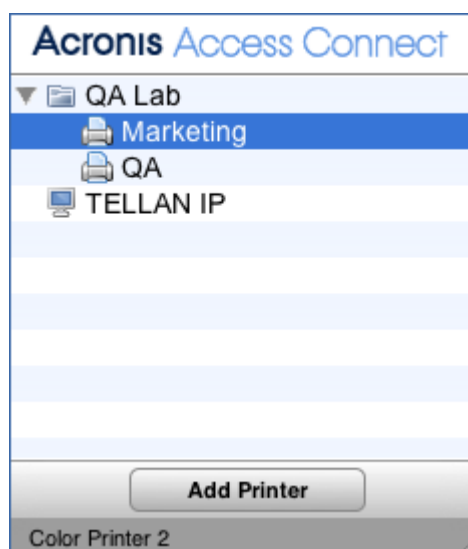 Acronis Access Connect
QA Lab
Marketing
QA
TELLAN IP
Add Printer
Color Printer 2